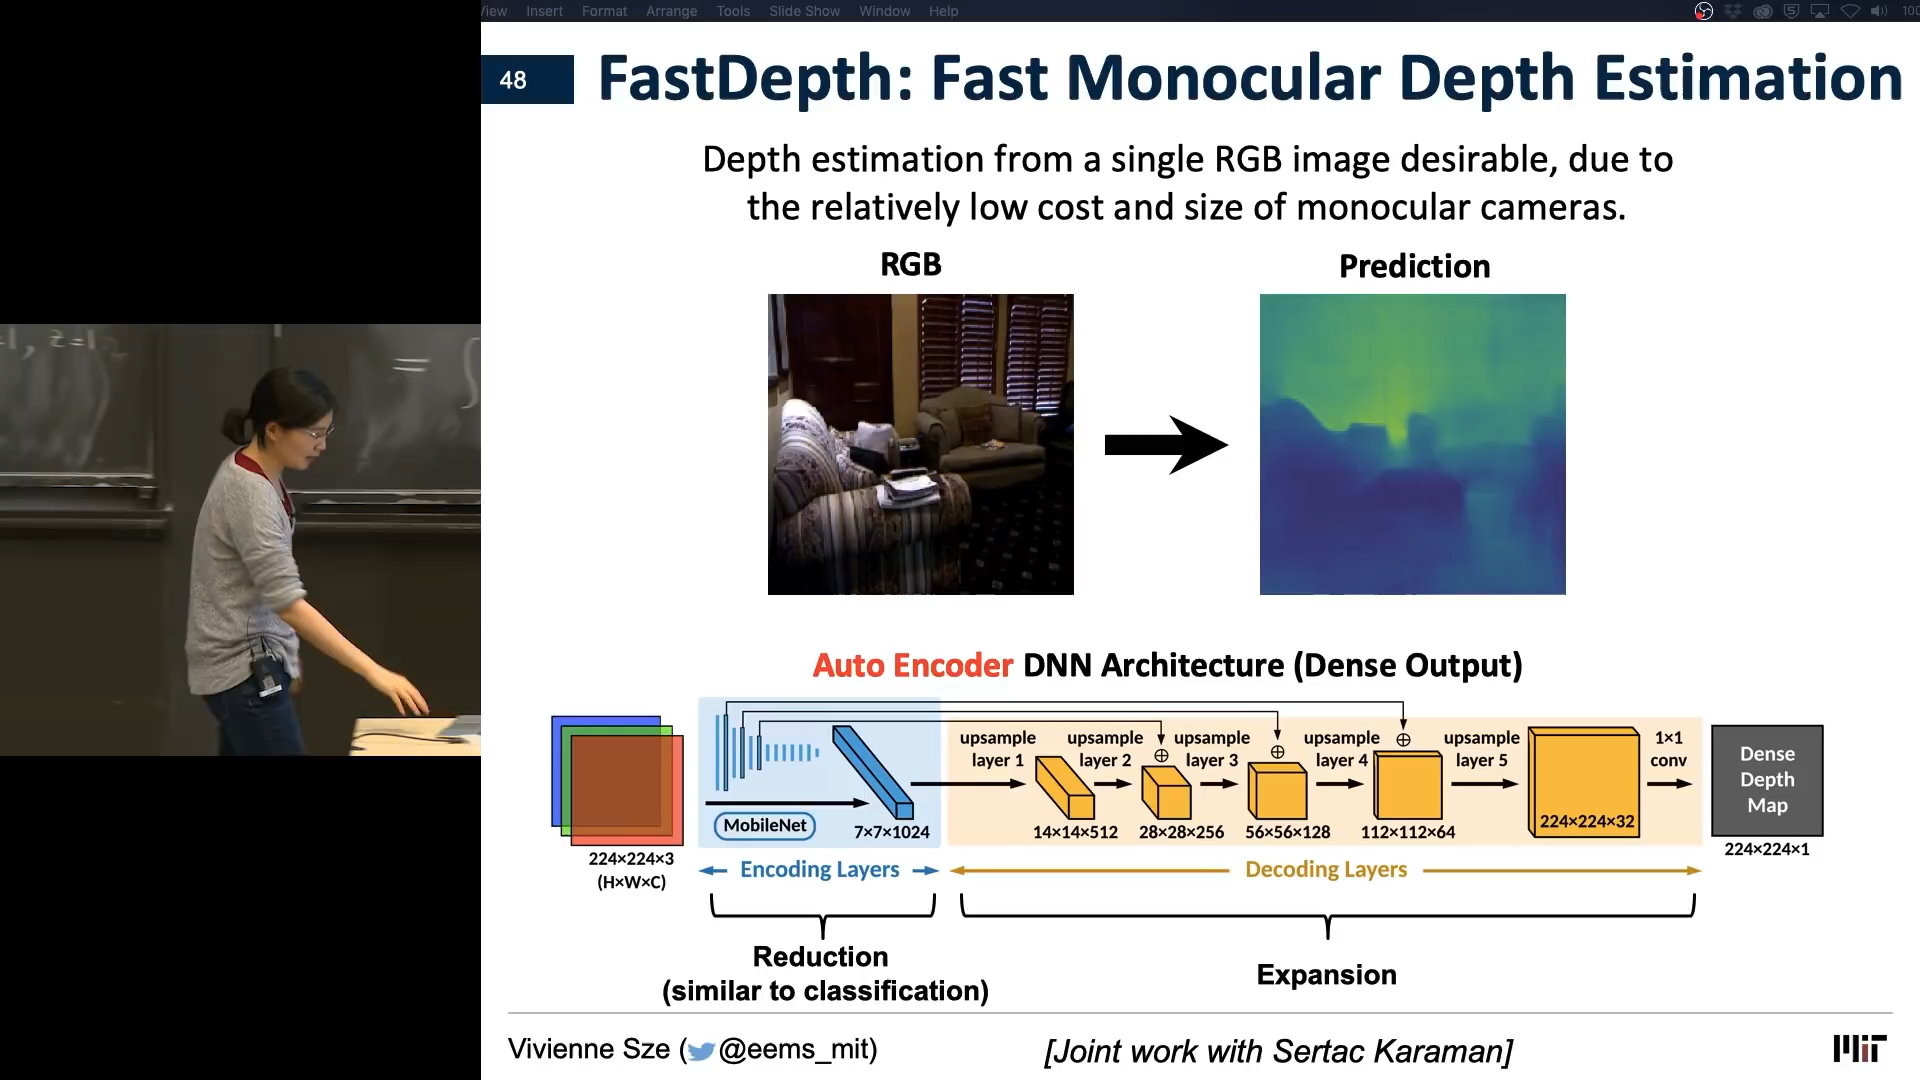 View Insert Format Arrange Tools Slide Show Window Help
48
FastDepth: Fast Monocular Depth Estimation
Depth estimation from a single RGB image desirable, due to
the relatively low cost and size of monocular cameras.
RGB
Prediction
Auto Encoder DNN Architecture (Dense Output)
224×224×3
(H×W×C)
MobileNet
7×7×1024
upsample
layer 1
14×14×512
upsample
layer 2
28×28×256
upsample
layer 3
56×56×128
upsample
layer 4
112×112×64
upsample
layer 5
224×224×32
1×1
conv
Dense
Depth
Map
224×224×1
Encoding Layers
Decoding Layers
Reduction
(similar to classification)
Expansion
Vivienne Sze (@eems_mit)
[Joint work with Sertac Karaman]
MIT